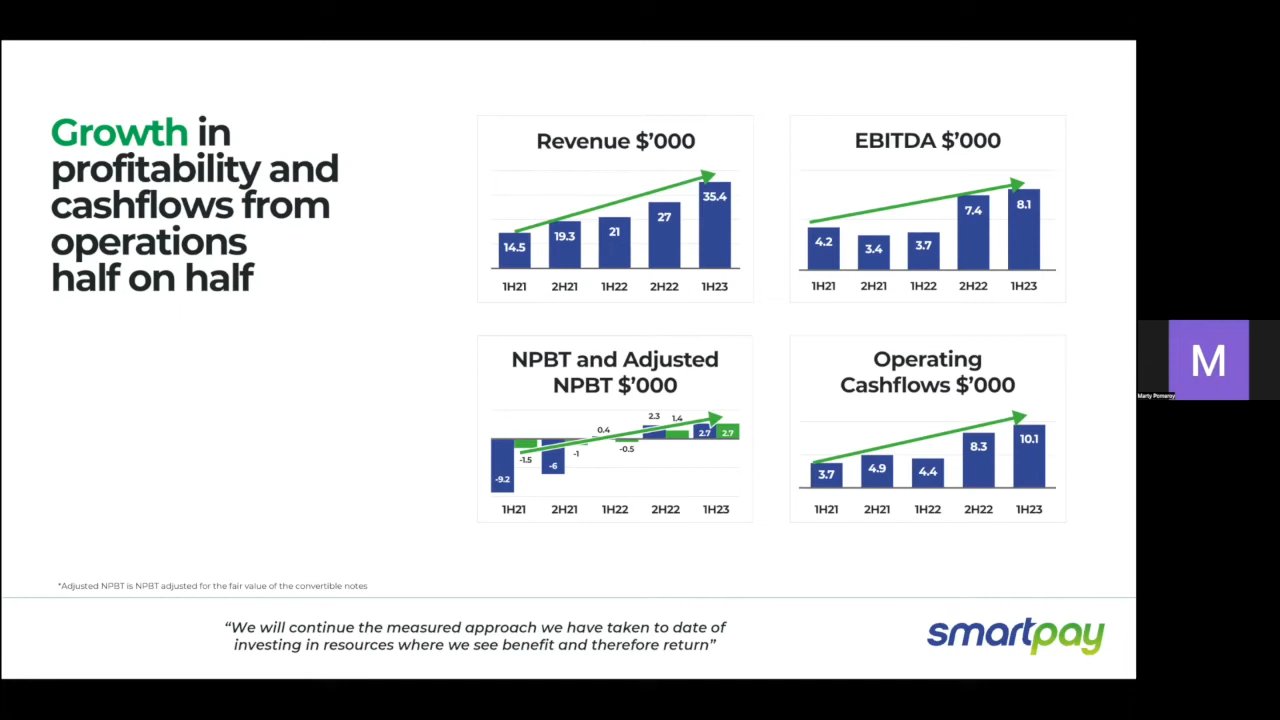 Growth in
profitability and
cashflows from
operations
half on half
Revenue $’000
14.5
19.3
21
27
35.4
1H21
2H21
1H22
2H22
1H23
EBITDA $’000
4.2
3.4
3.7
7.4
8.1
1H21
2H21
1H22
2H22
1H23
NPBT and Adjusted
NPBT $’000
-9.2
-1.5
-6
-1
0.4
-0.5
2.3
1.4
2.7
2.7
1H21
2H21
1H22
2H22
1H23
Operating
Cashflows $’000
3.7
4.9
4.4
8.3
10.1
1H21
2H21
1H22
2H22
1H23
M
Marty Pomeroy
*Adjusted NPBT is NPBT adjusted for the fair value of the convertible notes
“We will continue the measured approach we have taken to date of
investing in resources where we see benefit and therefore return”
smartpay